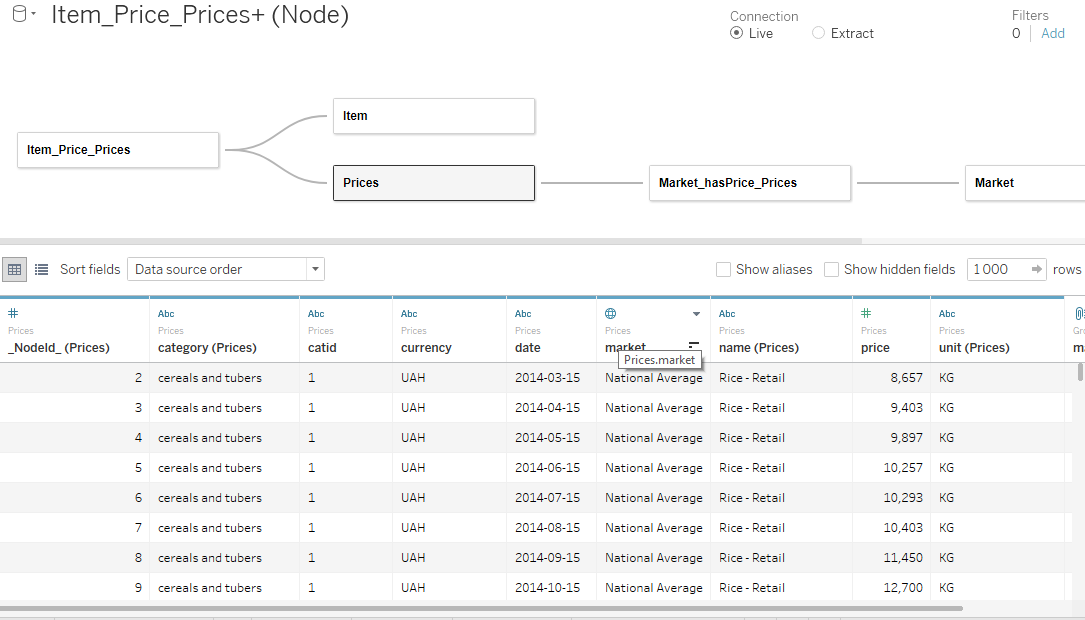 Item_Price_Prices+ (Node)
Connection
Live
Extract
Filters
0
Add
Item
Item_Price_Prices
Prices
Market_hasPrice_Prices
Market
Sort fields
Data source order
Show aliases
Show hidden fields
1 000
rows
# Abc Abc Abc Abc Abc # Abc
Prices Prices Prices Prices Prices Prices Prices Prices Prices
_NodeId_ (Prices) category (Prices) catid currency date market name (Prices) price unit (Prices)
Prices.market
2 cereals and tubers 1 UAH 2014-03-15 National Average Rice - Retail 8,657 KG
3 cereals and tubers 1 UAH 2014-04-15 National Average Rice - Retail 9,403 KG
4 cereals and tubers 1 UAH 2014-05-15 National Average Rice - Retail 9,897 KG
5 cereals and tubers 1 UAH 2014-06-15 National Average Rice - Retail 10,257 KG
6 cereals and tubers 1 UAH 2014-07-15 National Average Rice - Retail 10,293 KG
7 cereals and tubers 1 UAH 2014-08-15 National Average Rice - Retail 10,403 KG
8 cereals and tubers 1 UAH 2014-09-15 National Average Rice - Retail 11,450 KG
9 cereals and tubers 1 UAH 2014-10-15 National Average Rice - Retail 12,700 KG